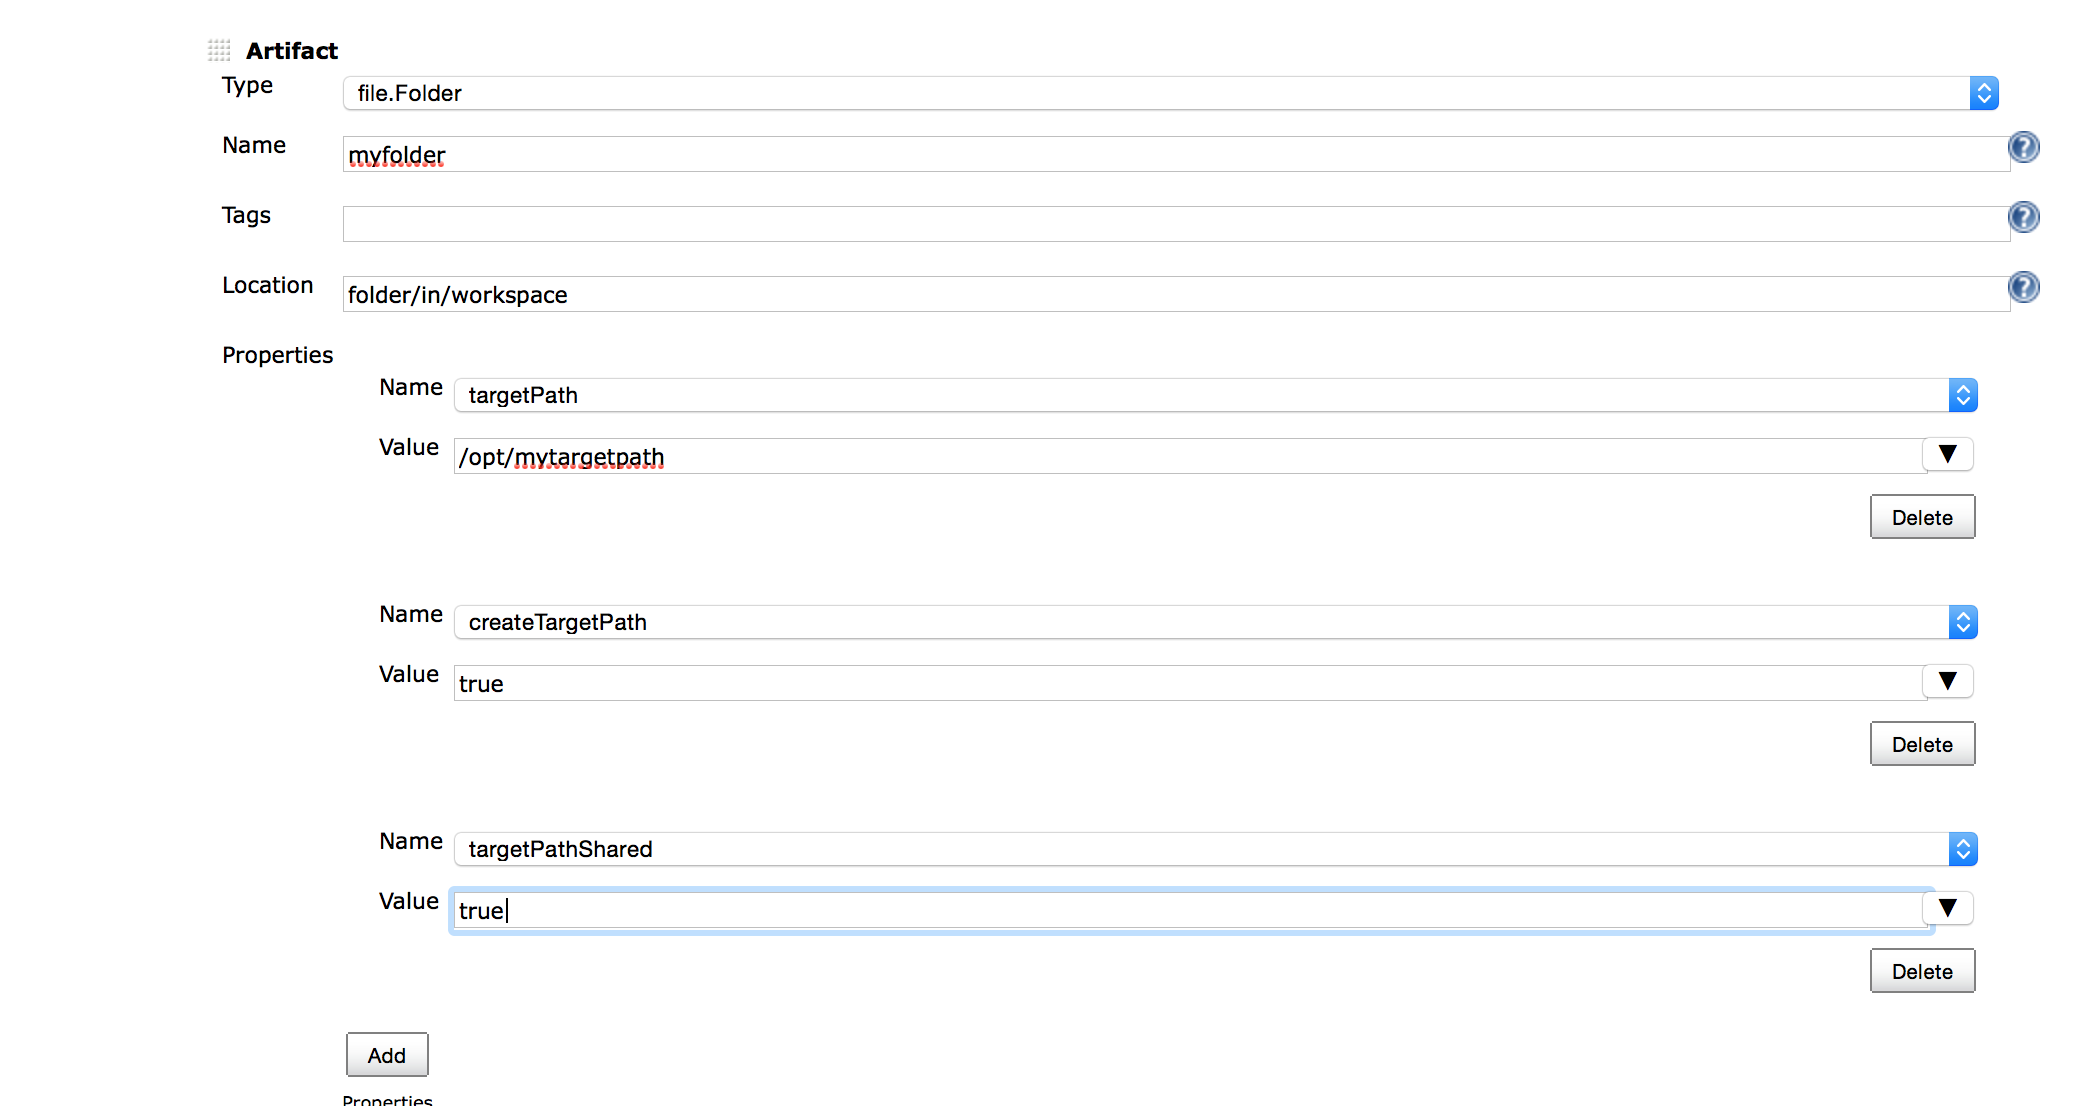 Artifact
Type file.Folder
Name myfolder ?
Tags ?
Location folder/in/workspace ?
Properties
Name targetPath
Value /opt/mytargetpath ▼
Delete
Name createTargetPath
Value true ▼
Delete
Name targetPathShared
Value true ▼
Delete
Add
Properties